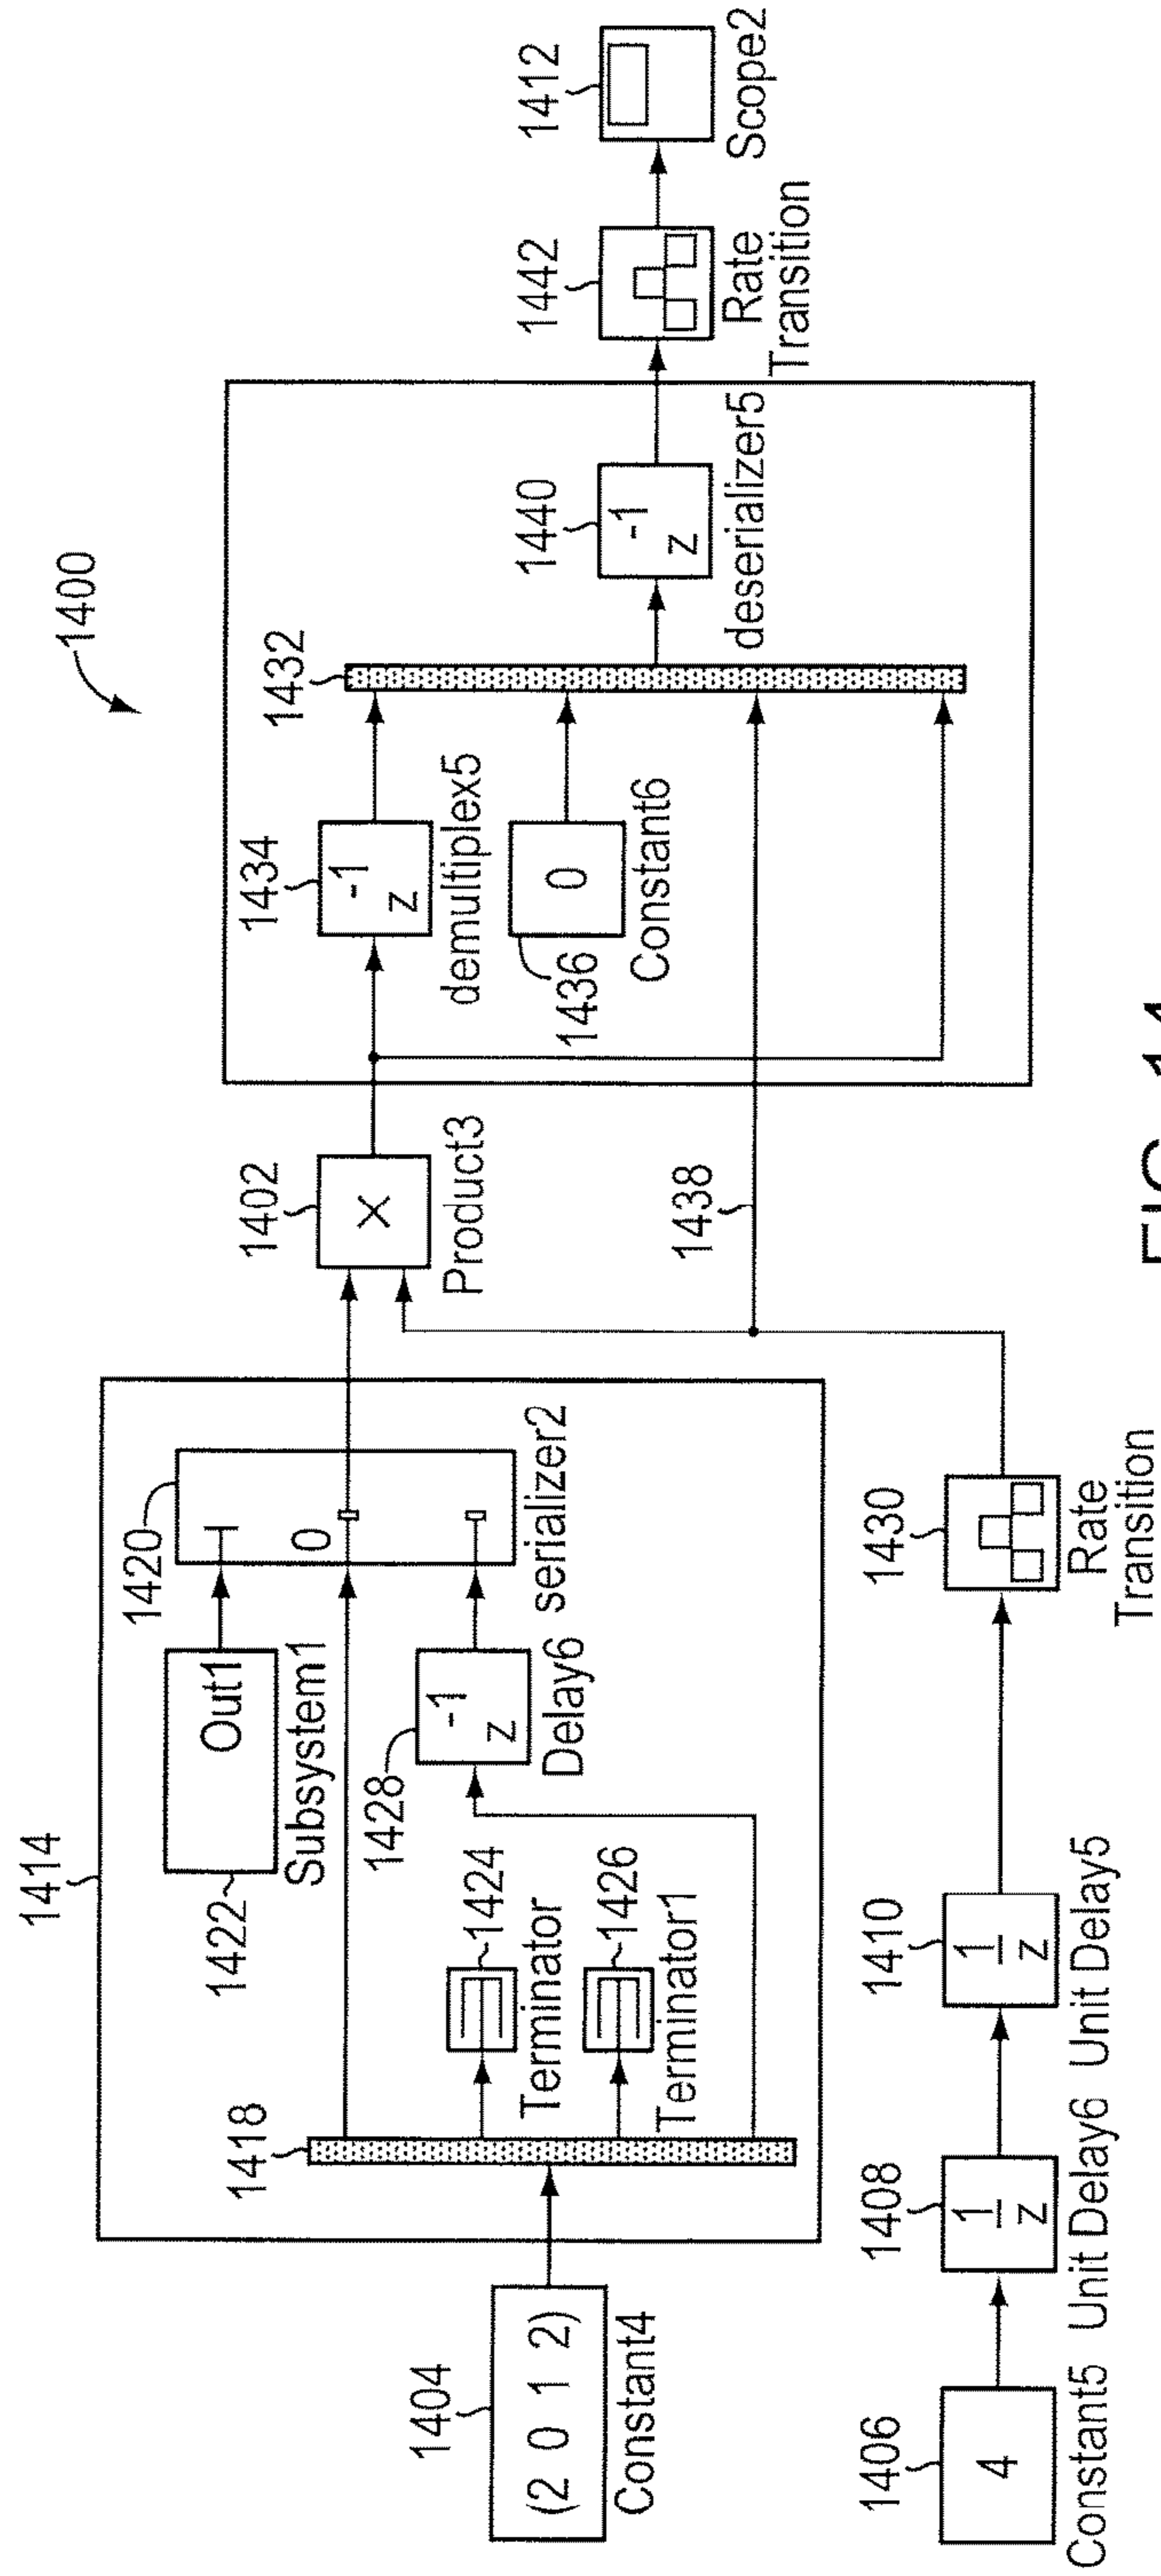 1400
1414
1404
(2 0 1 2)
Constant4
1418
1422
Out1
Subsystem1
1420
0
serializer2
1424
Terminator
1426
Terminator1
1428
-1
z
Delay6
1406
4
Constant5
1408
1
z
Unit Delay6
1410
1
z
Unit Delay5
1430
Rate
Transition
1402
X
Product3
1438
1434
-1
z
demultiplex5
1436
0
Constant6
1432
1440
-1
z
deserializer5
1442
Rate
Transition
1412
Scope2